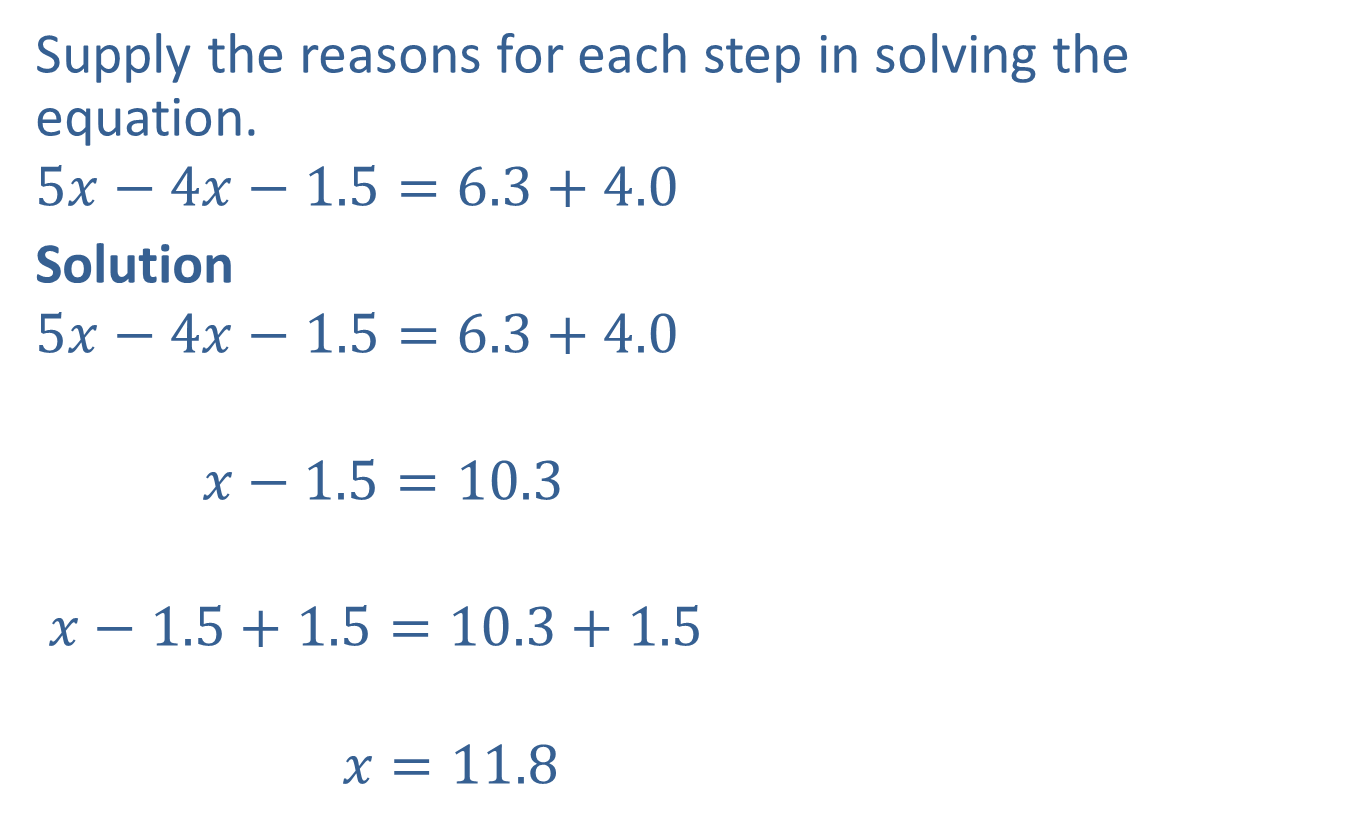 Supply the reasons for each step in solving the
equation.
5x − 4x − 1.5 = 6.3 + 4.0
Solution
5x − 4x − 1.5 = 6.3 + 4.0
x − 1.5 = 10.3
x − 1.5 + 1.5 = 10.3 + 1.5
x = 11.8